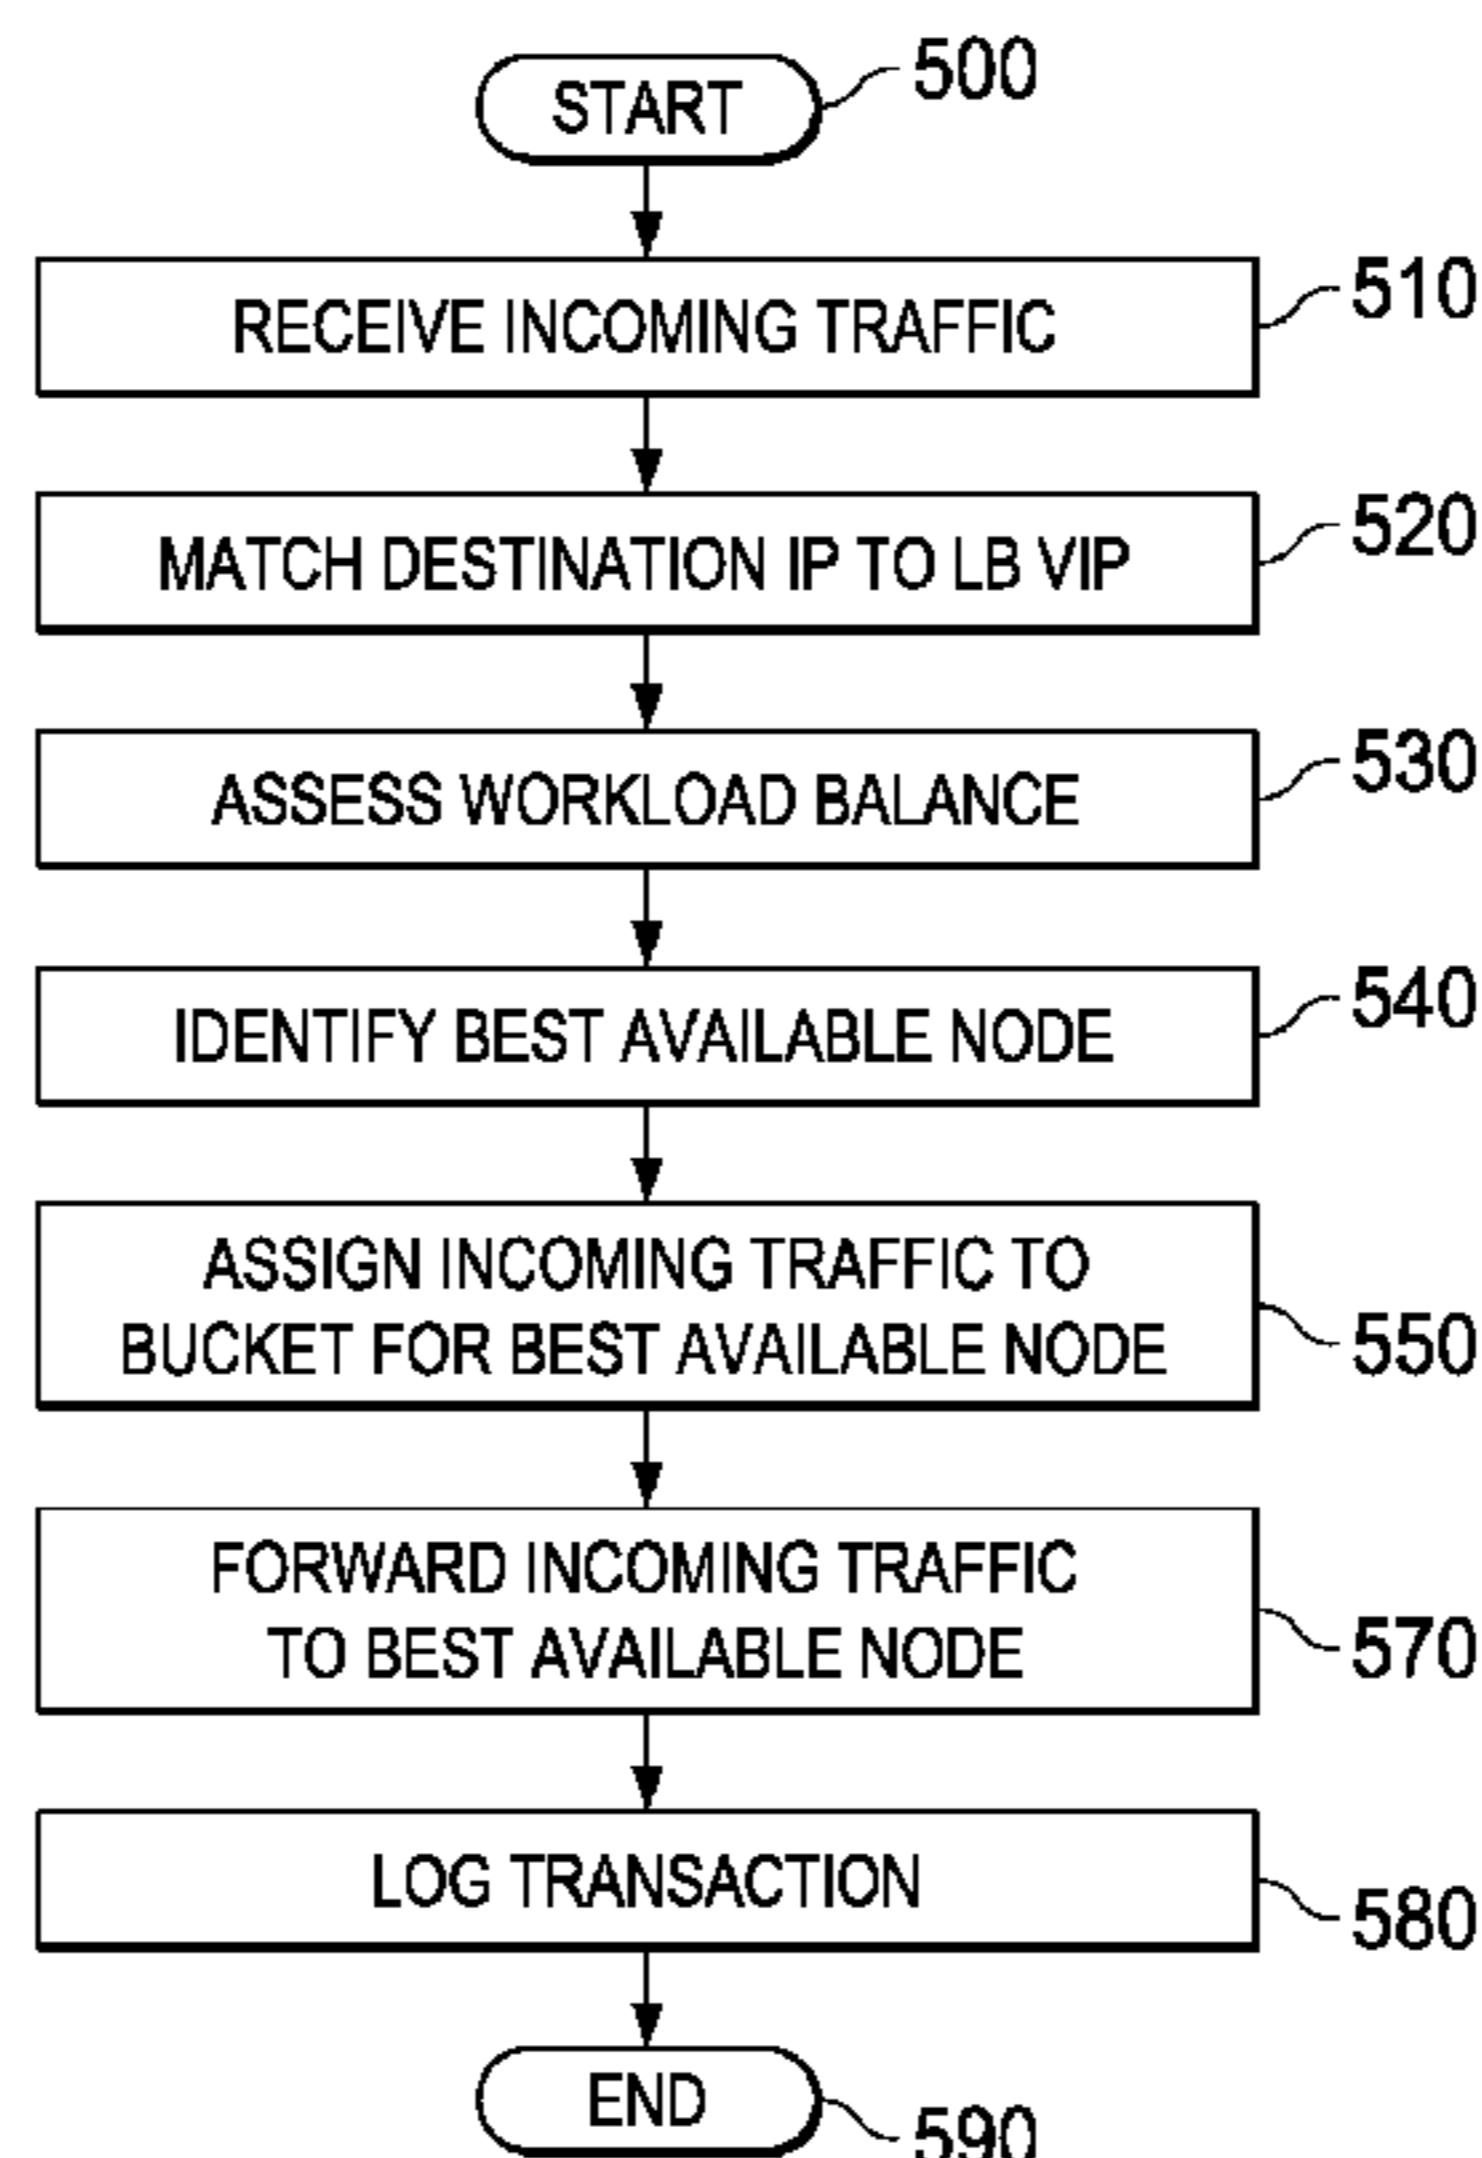 START
500
RECEIVE INCOMING TRAFFIC
510
MATCH DESTINATION IP TO LB VIP
520
ASSESS WORKLOAD BALANCE
530
IDENTIFY BEST AVAILABLE NODE
540
ASSIGN INCOMING TRAFFIC TO
BUCKET FOR BEST AVAILABLE NODE
550
FORWARD INCOMING TRAFFIC
TO BEST AVAILABLE NODE
570
LOG TRANSACTION
580
END
590